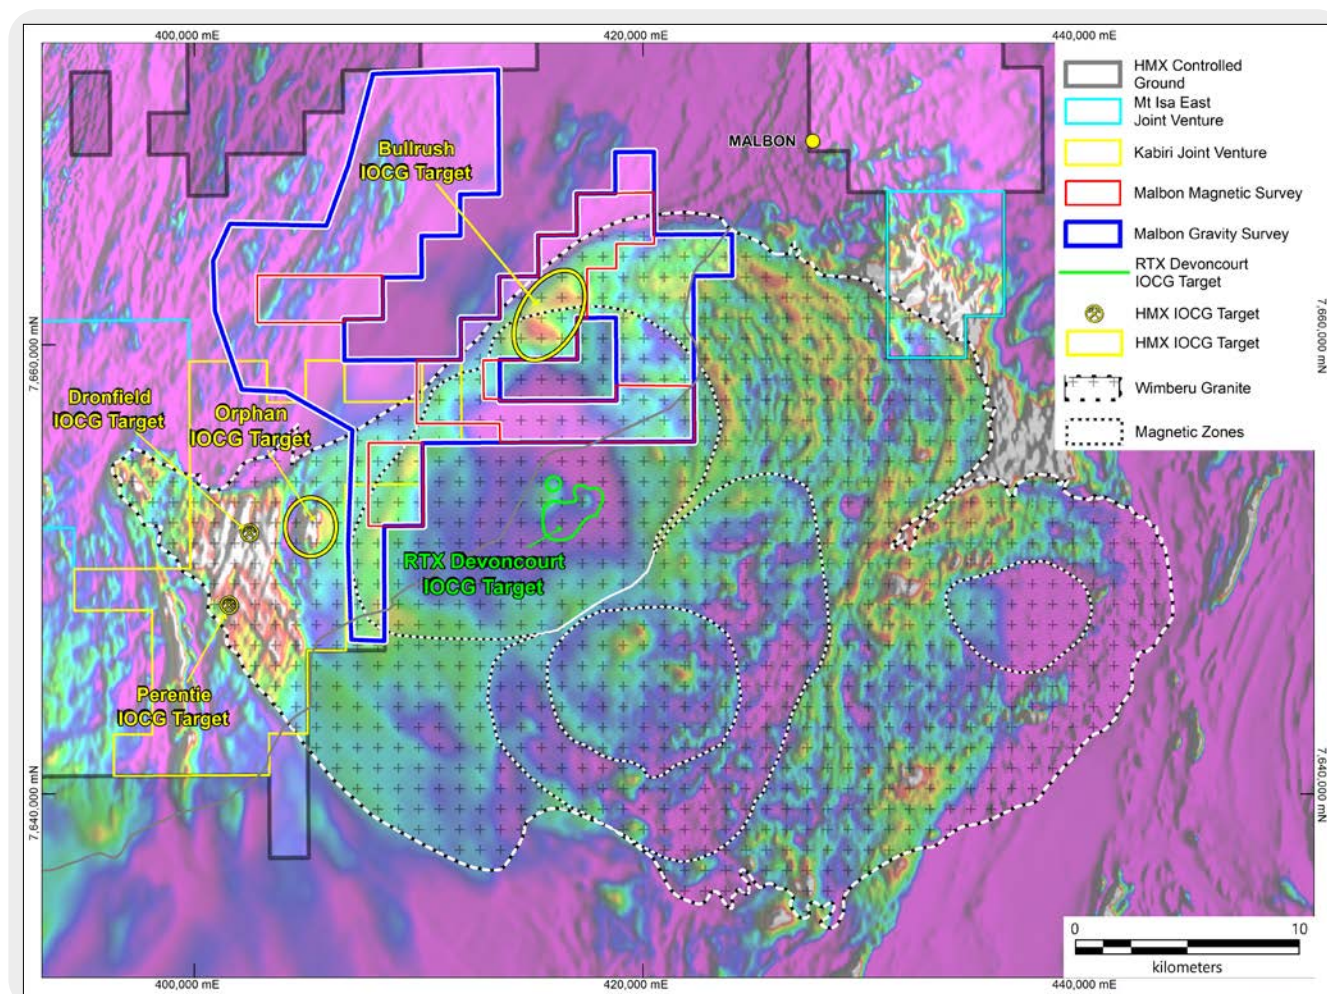 400,000 mE
420,000 mE
440,000 mE
HMX Controlled
Ground
Mt Isa East
Joint Venture
Kabiri Joint Venture
Malbon Magnetic Survey
Malbon Gravity Survey
RTX Devoncourt
IOCG Target
HMX IOCG Target
HMX IOCG Target
Wimberu Granite
Magnetic Zones
MALBON
Bullrush
IOCG Target
7,660,000 mN
7,660,000 mN
Dronfield
IOCG Target
Orphan
IOCG Target
RTX Devoncourt
IOCG Target
Perentie
IOCG Target
7,640,000 mN
7,640,000 mN
0
10
kilometers
400,000 mE
420,000 mE
440,000 mE